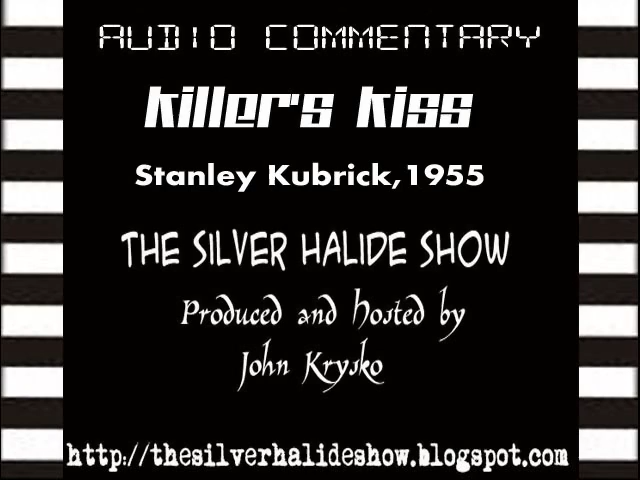 AUDIO COMMENTARY
Killer's Kiss
Stanley Kubrick,1955
THE SILVER HALIDE SHOW
Produced and hosted by
John Krysko
http://thesilverhalideshow.blogspot.com